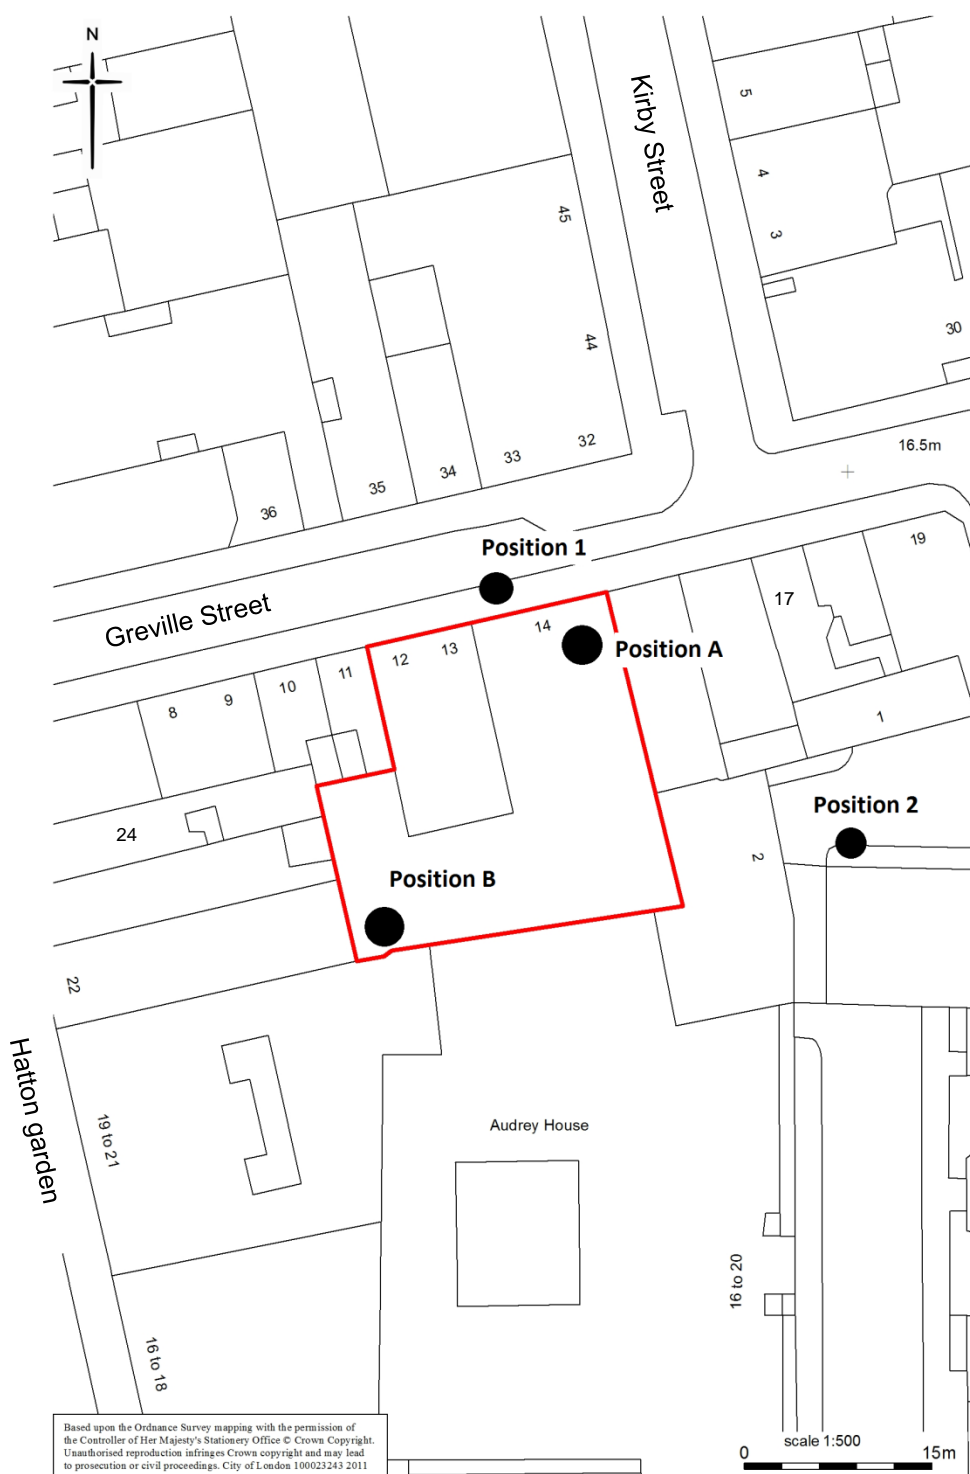 N
Kirby Street
5
4
3
45
44
30
16.5m
32
33
34
35
36
Position 1
19
17
Greville Street
14
13
12
11
10
9
8
Position A
1
Position 2
24
2
Position B
22
Hatton garden
19 to 21
Audrey House
16 to 20
16 to 18
Based upon the Ordnance Survey mapping with the permission of
the Controller of Her Majesty's Stationery Office © Crown Copyright.
Unauthorised reproduction infringes Crown copyright and may lead
to prosecution or civil proceedings. City of London 100023243 2011
scale 1:500
0 15m